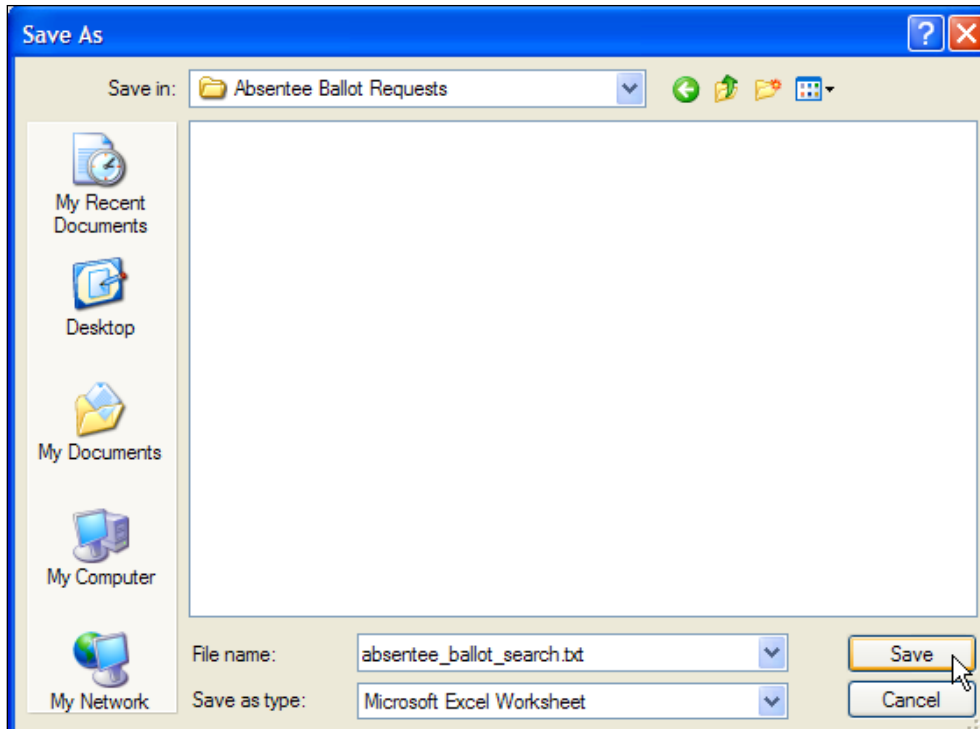 Save As
Save in:
Absentee Ballot Requests
My Recent
Documents
Desktop
My Documents
My Computer
My Network
File name:
absentee_ballot_search.txt
Save
Save as type:
Microsoft Excel Worksheet
Cancel